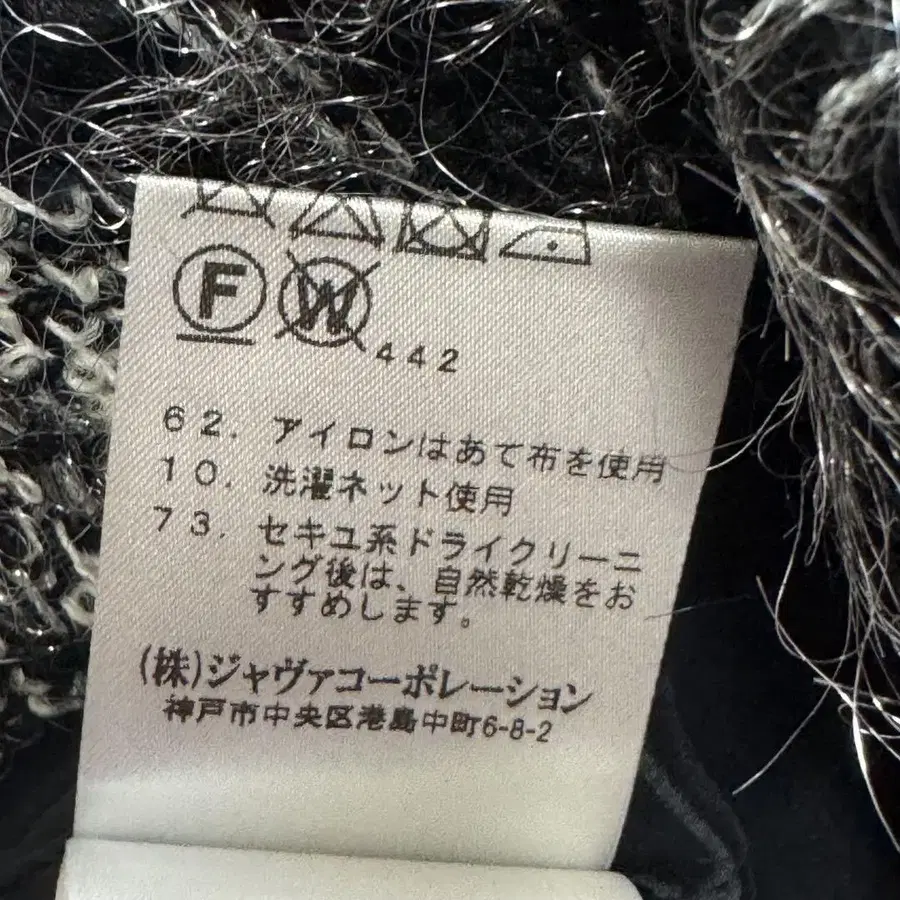 F W 442
62. アイロンはあて布を使用
10. 洗濯ネット使用
73. セキユ系ドライクリーニ
ング後は、自然乾燥をお
すすめします。
(株)ジャヴァコーポレーション
神戸市中央区港島中町6-8-2